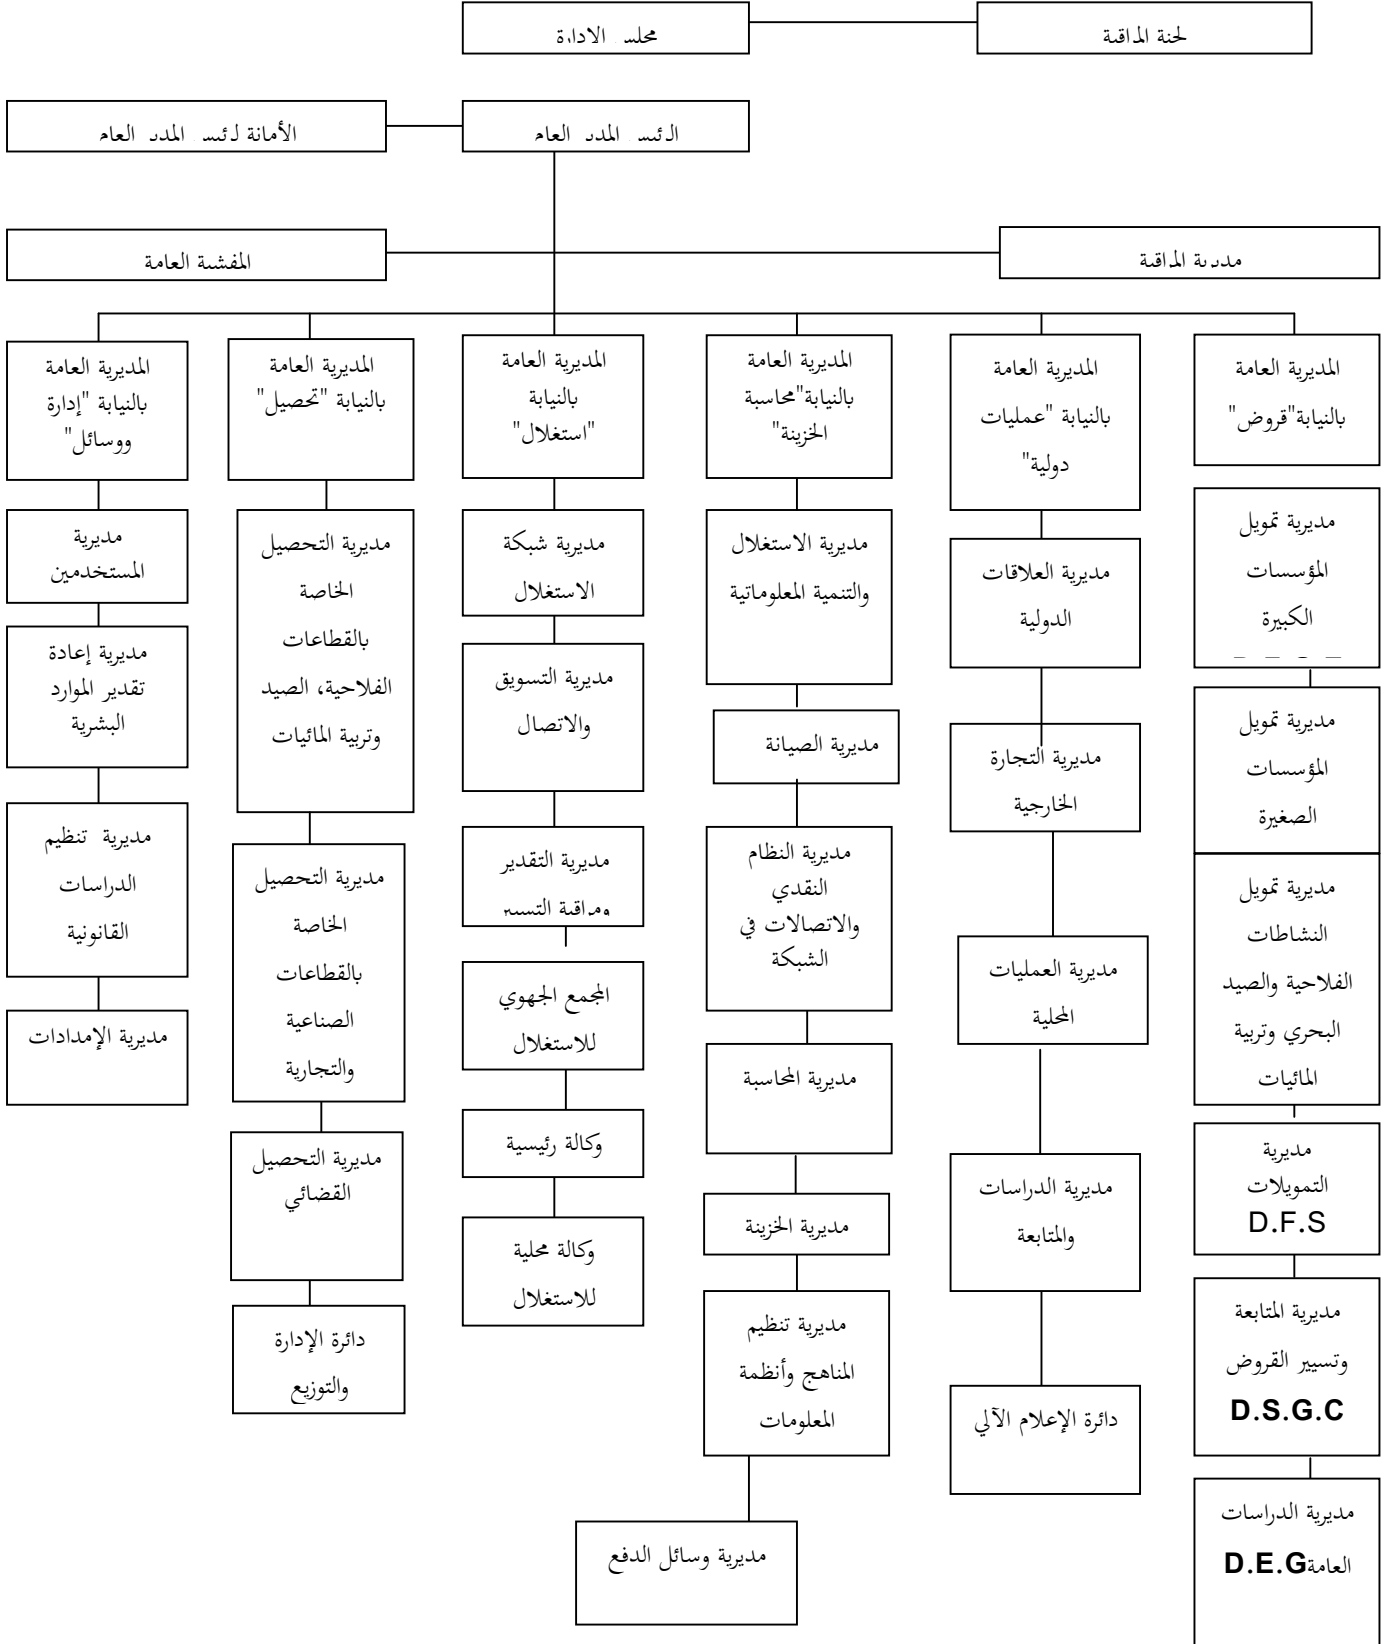 لجنة المراقبة
مجلس الادارة
الرئيس المدير العام
الأمانة لرئيس المدير العام
مديرية المراقبة
المفشية العامة
المديرية العامة
بالنيابة"قروض"
مديرية تمويل
المؤسسات
الكبيرة
مديرية تمويل
المؤسسات
الصغيرة
مديرية تمويل
النشاطات
الفلاحية والصيد
البحري وتربية
المائيات
مديرية
التمويلات
D.F.S
مديرية المتابعة
وتسيير القروض
D.S.G.C
مديرية الدراسات
العامةD.E.G
المديرية العامة
بالنيابة "عمليات
دولية"
مديرية العلاقات
الدولية
مديرية التجارة
الخارجية
مديرية العمليات
المحلية
مديرية الدراسات
والمتابعة
دائرة الإعلام الآلي
المديرية العامة
بالنيابة"محاسبة
الخزينة"
مديرية الاستغلال
والتنمية المعلوماتية
مديرية الصيانة
مديرية النظام
النقدي
والاتصالات في
الشبكة
مديرية المحاسبة
مديرية الخزينة
مديرية تنظيم
المناهج وأنظمة
المعلومات
مديرية وسائل الدفع
المديرية العامة
بالنيابة
"استغلال"
مديرية شبكة
الاستغلال
مديرية التسويق
والاتصال
مديرية التقدير
ومراقبة التسيير
المجمع الجهوي
للاستغلال
وكالة رئيسية
وكالة محلية
للاستغلال
المديرية العامة
بالنيابة "تحصيل"
مديرية التحصيل
الخاصة
بالقطاعات
الفلاحية، الصيد
وتربية المائيات
مديرية التحصيل
الخاصة
بالقطاعات
الصناعية
والتجارية
مديرية التحصيل
القضائي
دائرة الإدارة
والتوزيع
المديرية العامة
بالنيابة "إدارة
ووسائل"
مديرية
المستخدمين
مديرية إعادة
تقدير الموارد
البشرية
مديرية تنظيم
الدراسات
القانونية
مديرية الإمدادات